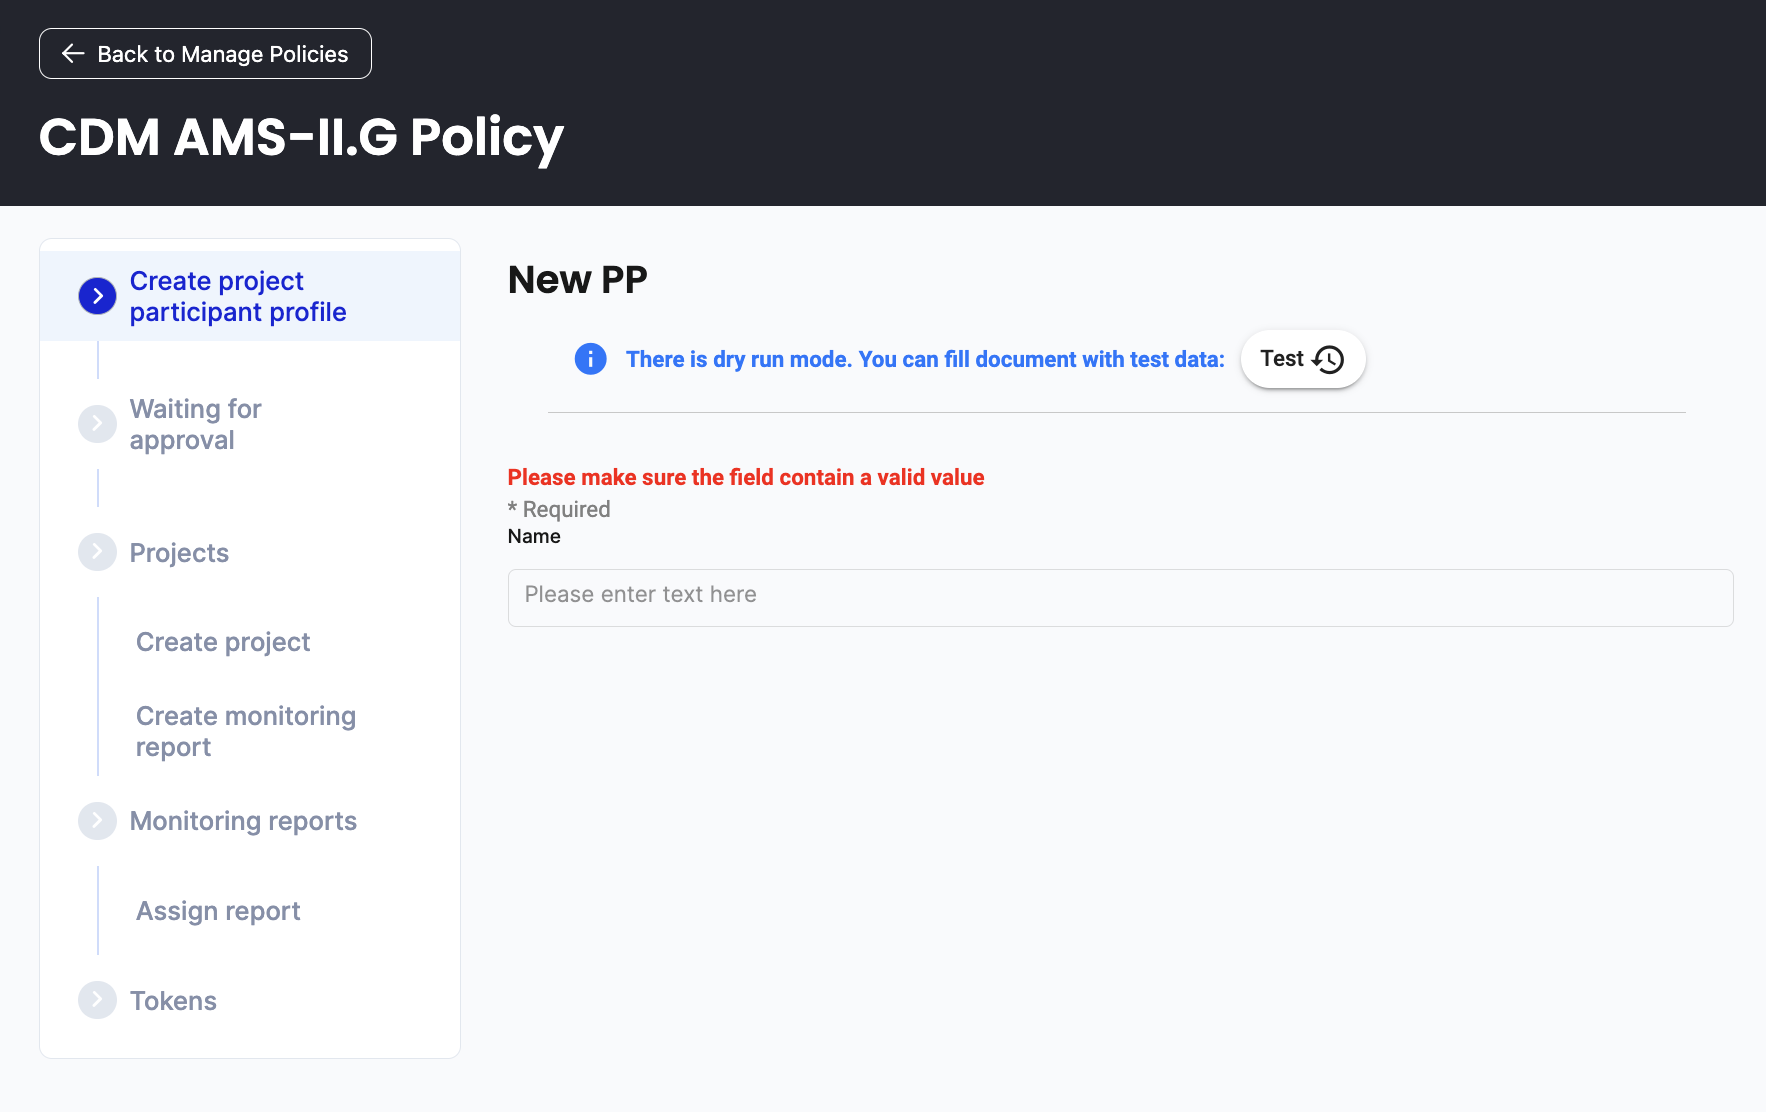 Back to Manage Policies
CDM AMS-II.G Policy
Create project
participant profile
Waiting for
approval
Projects
Create project
Create monitoring
report
Monitoring reports
Assign report
Tokens
New PP
There is dry run mode. You can fill document with test data:
Test
Please make sure the field contain a valid value
* Required
Name
Please enter text here